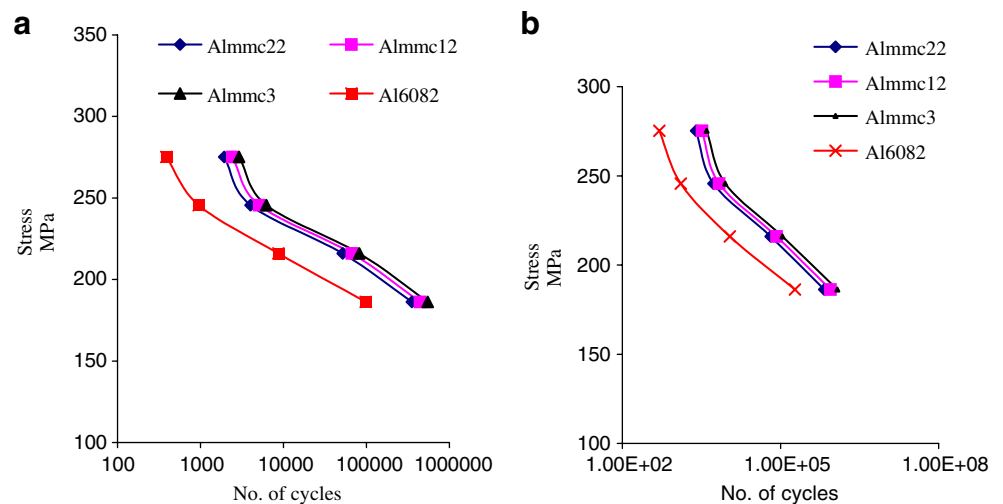 a
Almmc22
Almmc12
Almmc3
Al6082
350
300
250
200
150
100
Stress
MPa
100
1000
10000
100000
1000000
No. of cycles
b
Almmc22
Almmc12
Almmc3
Al6082
300
200
100
Stress
MPa
1.00E+02
1.00E+05
1.00E+08
No. of cycles